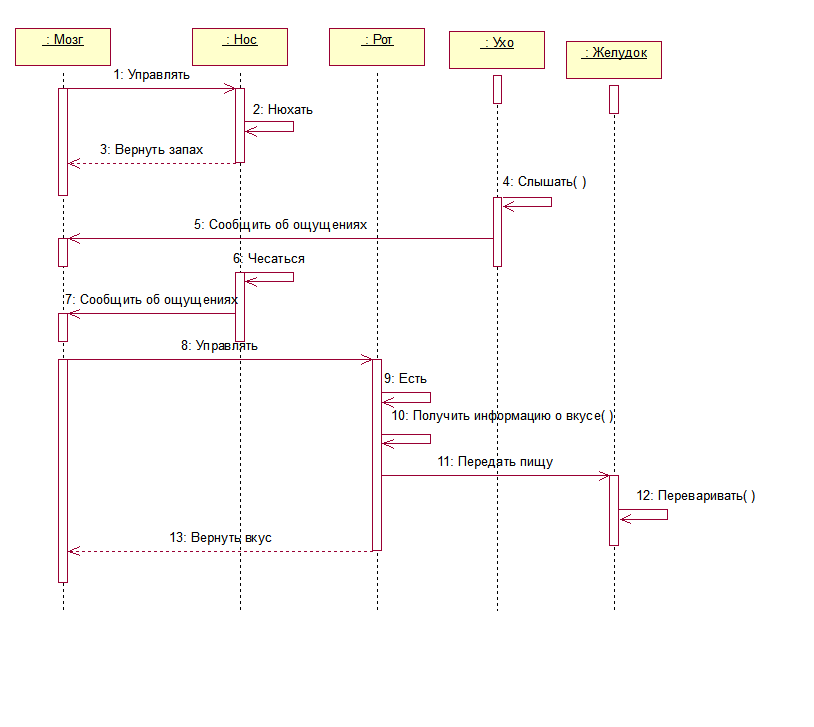 : Мозг
: Нос
: Рот
: Ухо
: Желудок
1: Управлять
2: Нюхать
3: Вернуть запах
4: Слышать( )
5: Сообщить об ощущениях
6: Чесаться
7: Сообщить об ощущениях
8: Управлять
9: Есть
10: Получить информацию о вкусе( )
11: Передать пищу
12: Переваривать( )
13: Вернуть вкус